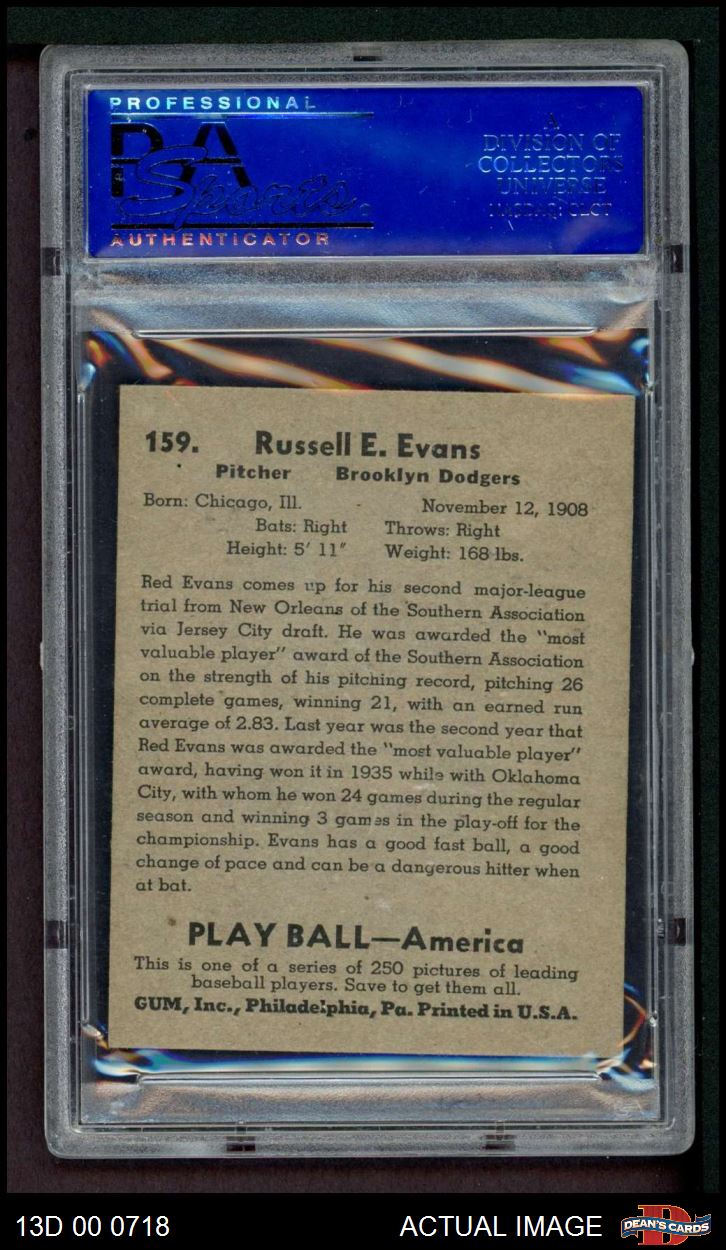 PROFESSIONAL
PSA
Sports
AUTHENTICATOR
A
DIVISION OF
COLLECTORS
UNIVERSE
NASDAQ: CLCT
159. Russell E. Evans
Pitcher Brooklyn Dodgers
Born: Chicago, Ill. November 12, 1908
Bats: Right Throws: Right
Height: 5' 11" Weight: 168 lbs.
Red Evans comes up for his second major-league
trial from New Orleans of the Southern Association
via Jersey City draft. He was awarded the "most
valuable player" award of the Southern Association
on the strength of his pitching record, pitching 26
complete games, winning 21, with an earned run
average of 2.83. Last year was the second year that
Red Evans was awarded the "most valuable player"
award, having won it in 1935 while with Oklahoma
City, with whom he won 24 games during the regular
season and winning 3 games in the play-off for the
championship. Evans has a good fast ball, a good
change of pace and can be a dangerous hitter when
at bat.
PLAY BALL—America
This is one of a series of 250 pictures of leading
baseball players. Save to get them all.
GUM, Inc., Philadelphia, Pa. Printed in U.S.A.
13D 00 0718 ACTUAL IMAGE DEAN'S CARDS